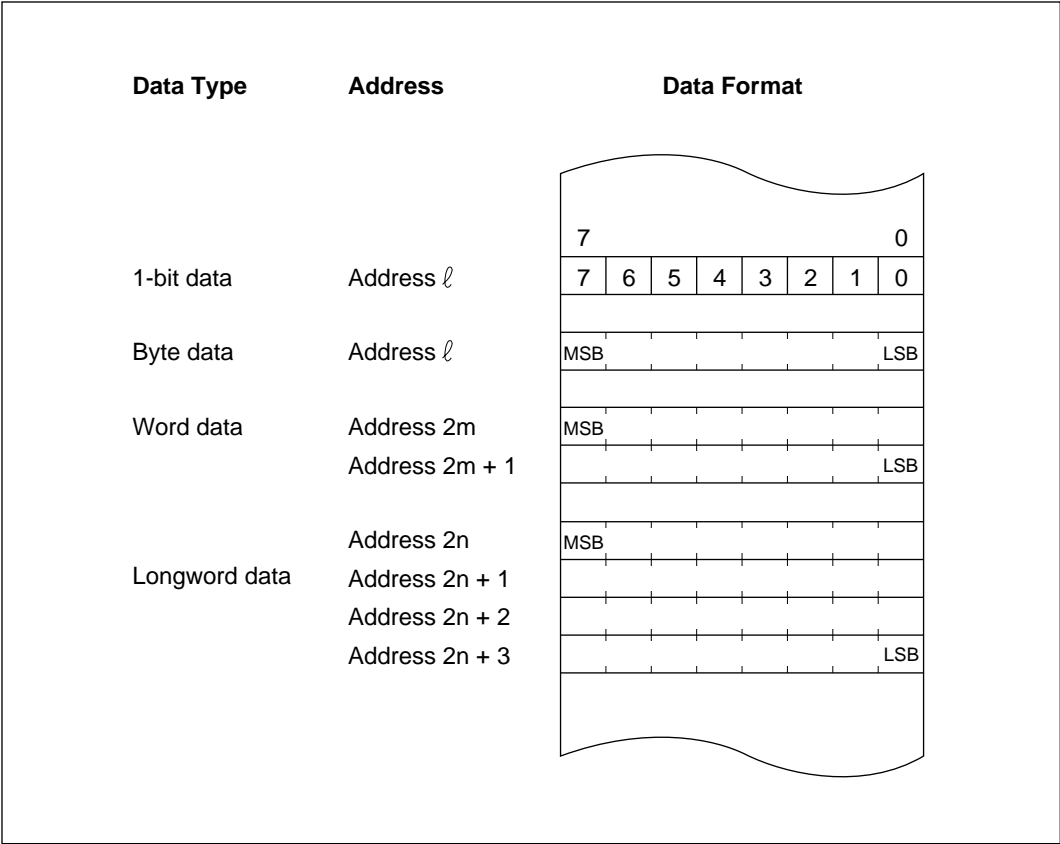 Data Type Address Data Format
7 0
1-bit data Address ℓ 7 6 5 4 3 2 1 0
Byte data Address ℓ MSB LSB
Word data Address 2m MSB
Address 2m + 1 LSB
Address 2n MSB
Longword data Address 2n + 1
Address 2n + 2
Address 2n + 3 LSB